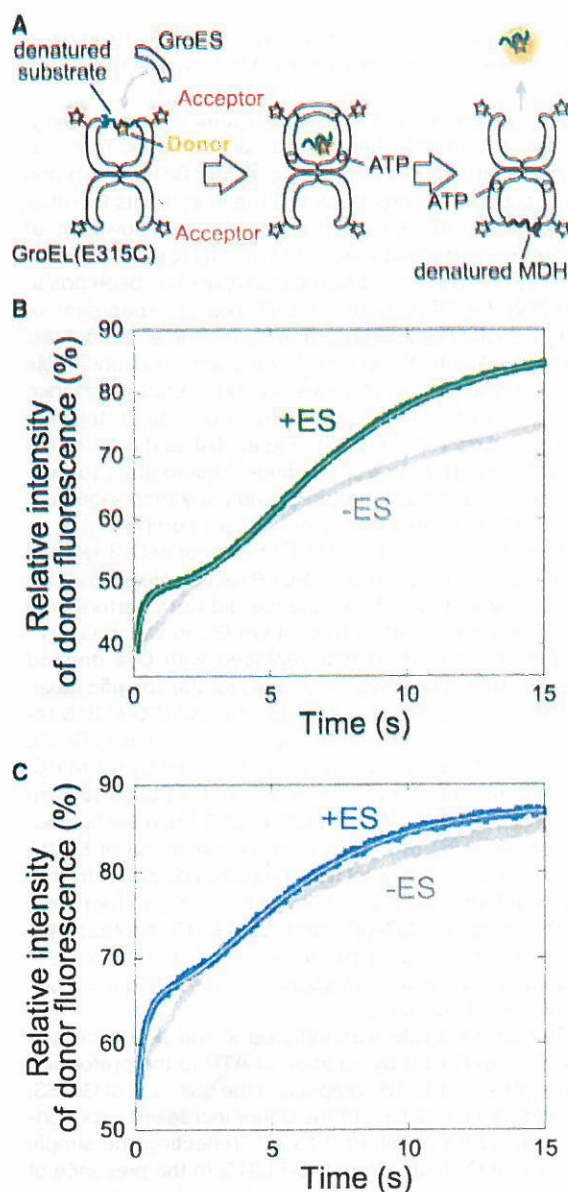 A
GroES
denatured
substrate
Acceptor
Donor
ATP
ATP
Acceptor
GroEL(E315C)
denatured MDH
B
Relative intensity
of donor fluorescence (%)
90
80
70
60
50
40
+ES
-ES
0
5
10
15
Time (s)
C
Relative intensity
of donor fluorescence (%)
90
80
70
60
50
+ES
-ES
0
5
10
15
Time (s)